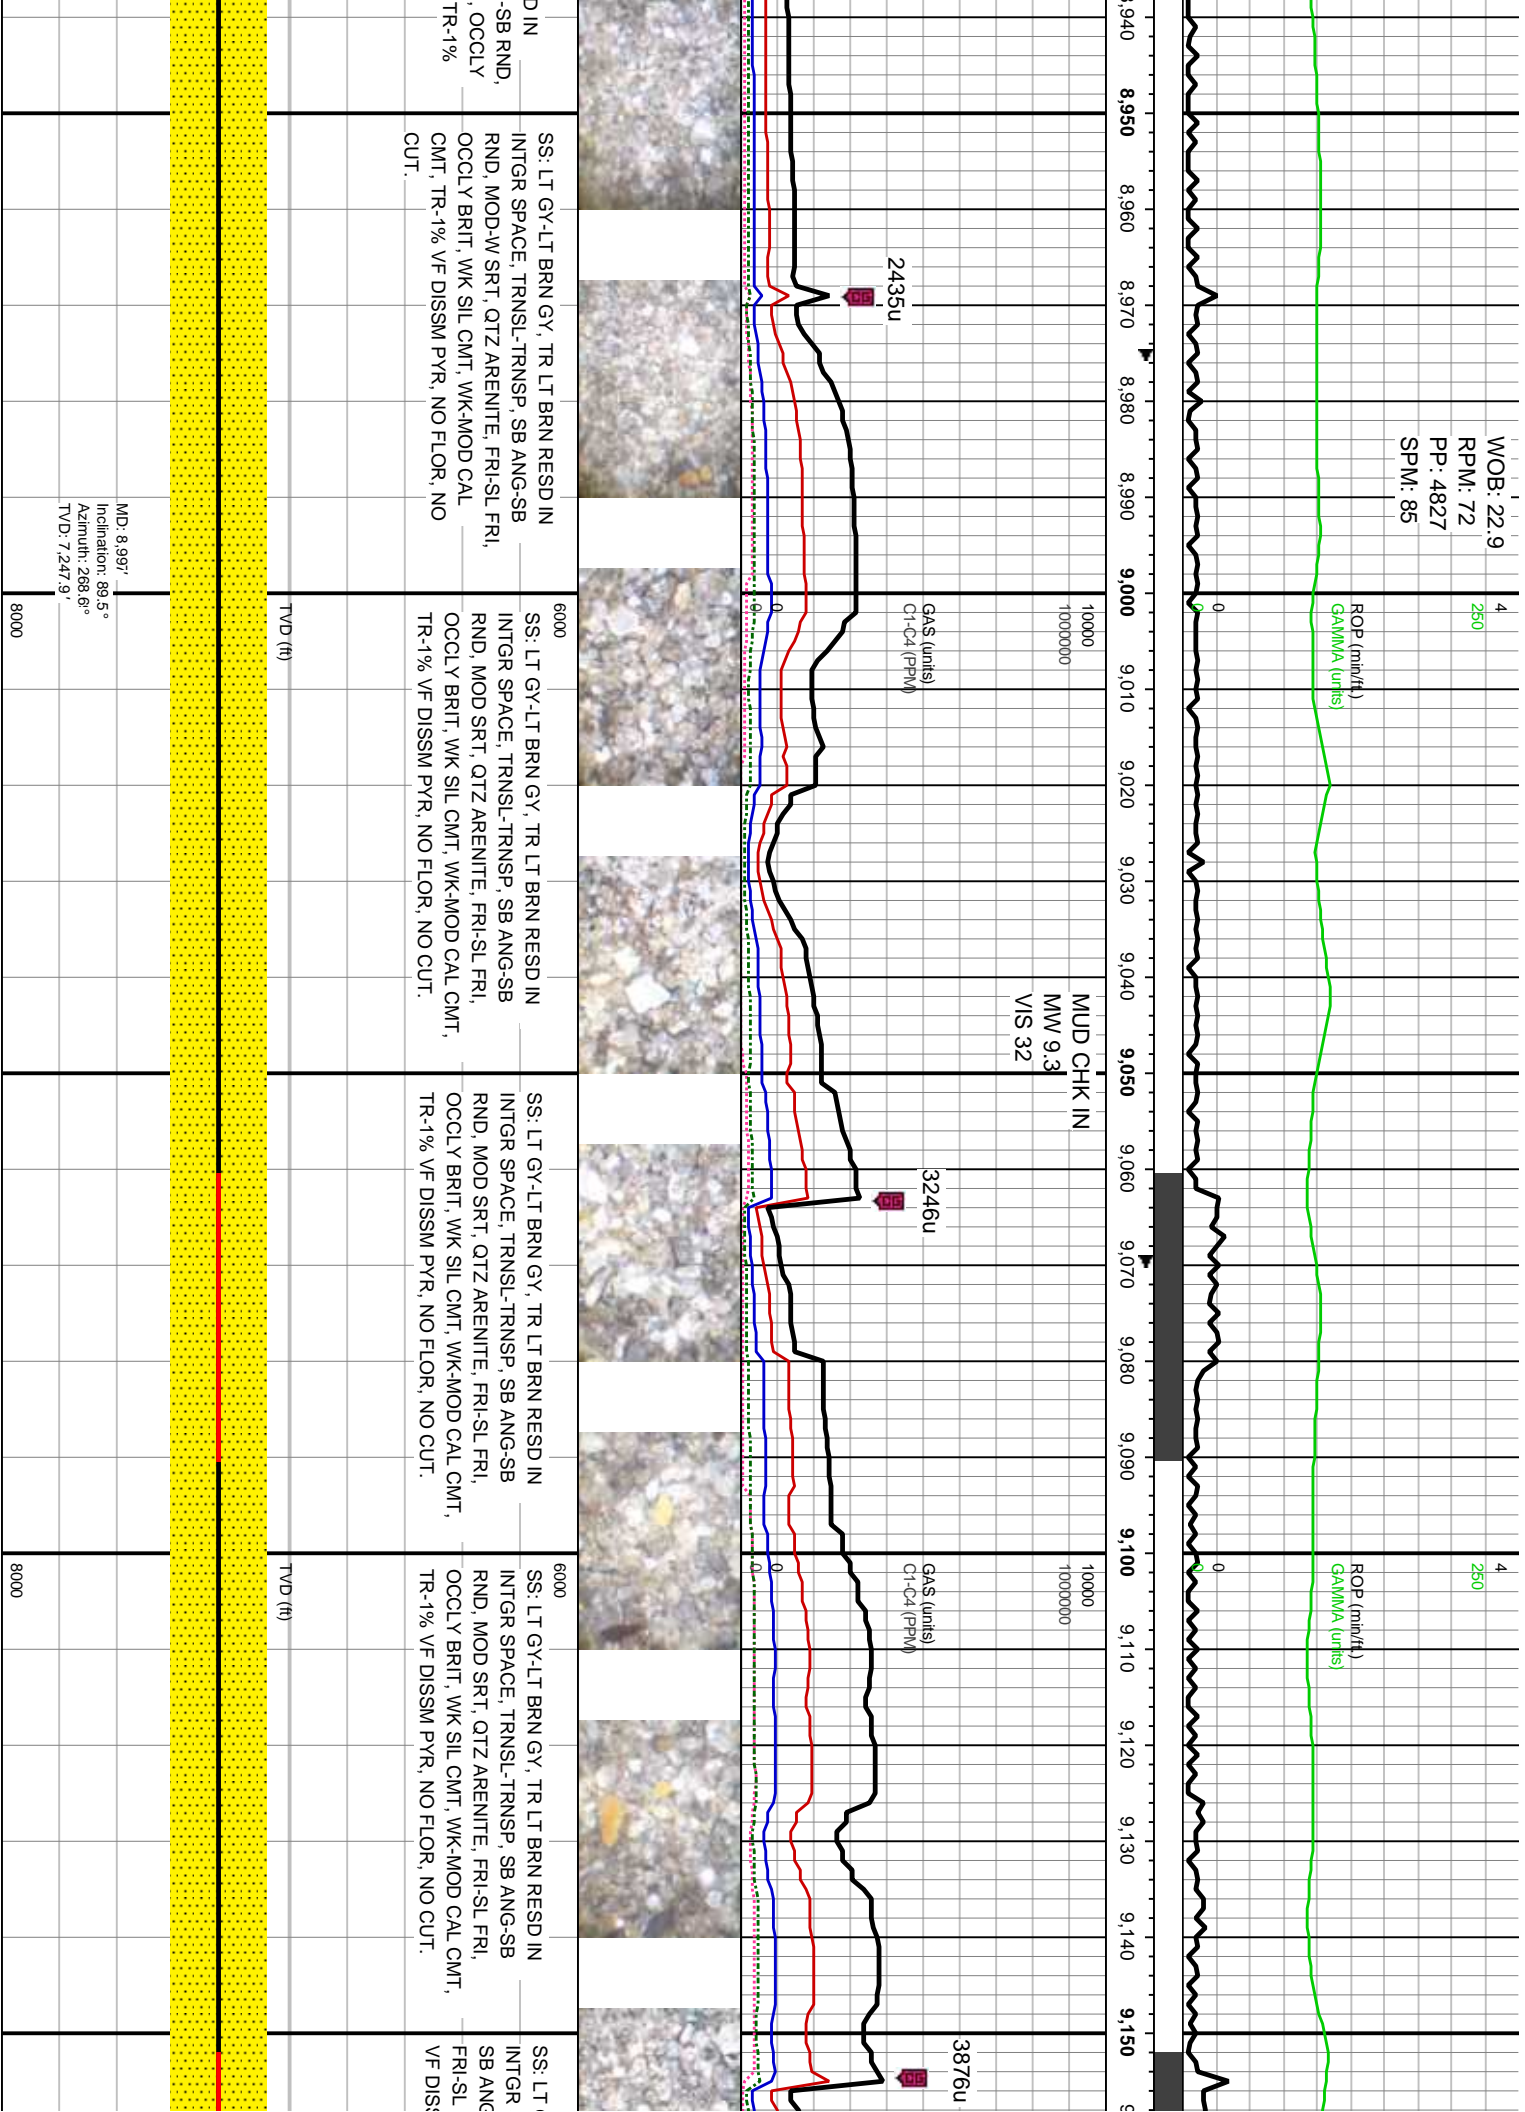 WOB: 22.9
RPM: 72
PP: 4827
SPM: 85
4
250
ROP (min/ft.)
GAMMA (units)
0
0
4
250
ROP (min/ft.)
GAMMA (units)
0
0
8,940
8,950
8,960
8,970
8,980
8,990
9,000
9,010
9,020
9,030
9,040
9,050
9,060
9,070
9,080
9,090
9,100
9,110
9,120
9,130
9,140
9,150
2435u
10000
1000000
GAS (units)
C1-C4 (PPM)
0
0
MUD CHK IN
MW 9.3
VIS 32
3246u
10000
1000000
GAS (units)
C1-C4 (PPM)
0
0
3876u
D IN
-SB RND,
, OCCLY
TR-1%
SS: LT GY-LT BRN GY, TR LT BRN RESD IN
INTGR SPACE, TRNSL-TRNSP, SB ANG-SB
RND, MOD-W SRT, QTZ ARENITE, FRI-SL FRI,
OCCLY BRIT, WK SIL CMT, WK-MOD CAL
CMT, TR-1% VF DISSM PYR, NO FLOR, NO
CUT.
SS: LT GY-LT BRN GY, TR LT BRN RESD IN
INTGR SPACE, TRNSL-TRNSP, SB ANG-SB
RND, MOD SRT, QTZ ARENITE, FRI-SL FRI,
OCCLY BRIT, WK SIL CMT, WK-MOD CAL CMT,
TR-1% VF DISSM PYR, NO FLOR, NO CUT.
SS: LT GY-LT BRN GY, TR LT BRN RESD IN
INTGR SPACE, TRNSL-TRNSP, SB ANG-SB
RND, MOD SRT, QTZ ARENITE, FRI-SL FRI,
OCCLY BRIT, WK SIL CMT, WK-MOD CAL CMT,
TR-1% VF DISSM PYR, NO FLOR, NO CUT.
SS: LT GY-LT BRN GY, TR LT BRN RESD IN
INTGR SPACE, TRNSL-TRNSP, SB ANG-SB
RND, MOD SRT, QTZ ARENITE, FRI-SL FRI,
OCCLY BRIT, WK SIL CMT, WK-MOD CAL CMT,
TR-1% VF DISSM PYR, NO FLOR, NO CUT.
SS: LT
INTGR
SB ANG
FRI-SL
VF DISS
6000
TVD (ft)
8000
6000
TVD (ft)
8000
MD: 8,997'
Inclination: 89.5°
Azimuth: 268.6°
TVD: 7,247.9'